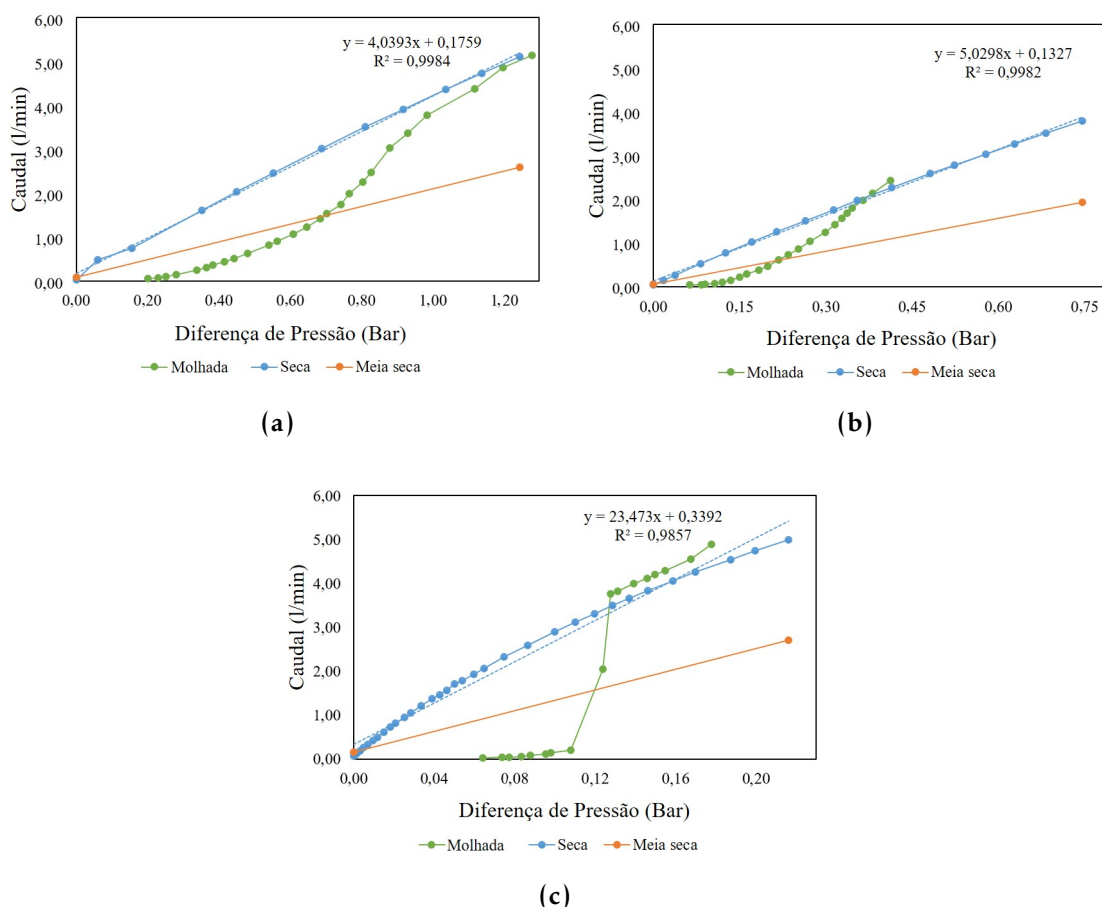 6,00
5,00
4,00
3,00
2,00
1,00
0,00
Caudal (l/min)
y = 4,0393x + 0,1759
R² = 0,9984
0,00 0,20 0,40 0,60 0,80 1,00 1,20
Diferença de Pressão (Bar)
Molhada Seca Meia seca
(a)
6,00
5,00
4,00
3,00
2,00
1,00
0,00
Caudal (l/min)
y = 5,0298x + 0,1327
R² = 0,9982
0,00 0,15 0,30 0,45 0,60 0,75
Diferença de Pressão (Bar)
Molhada Seca Meia seca
(b)
6,00
5,00
4,00
3,00
2,00
1,00
0,00
Caudal (l/min)
y = 23,473x + 0,3392
R² = 0,9857
0,00 0,04 0,08 0,12 0,16 0,20
Diferença de Pressão (Bar)
Molhada Seca Meia seca
(c)